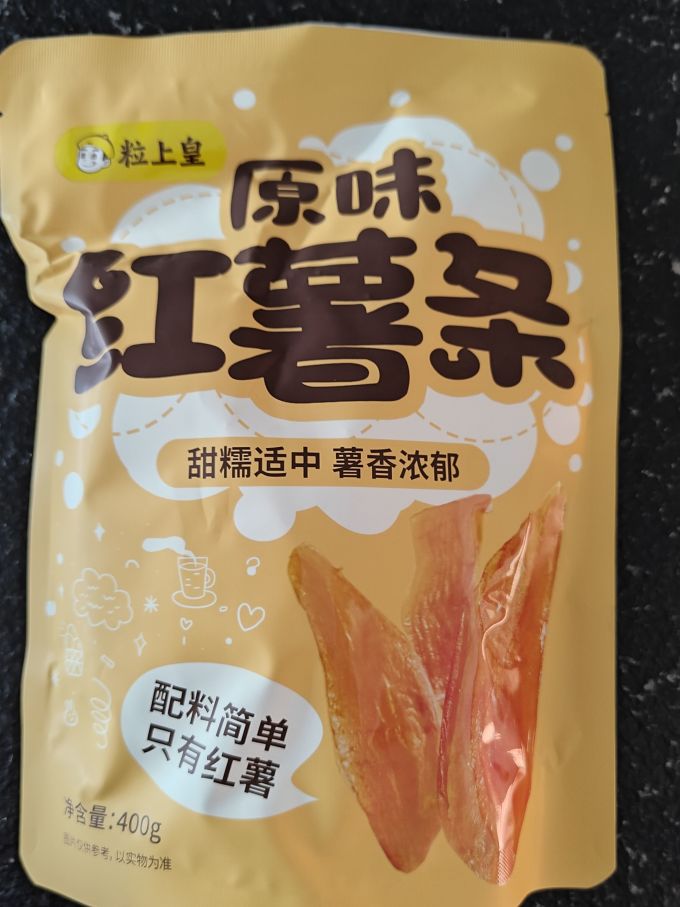 粒上皇
原味
红薯条
甜糯适中 薯香浓郁
配料简单
只有红薯
净含量:400g
图片仅供参考,以实物为准